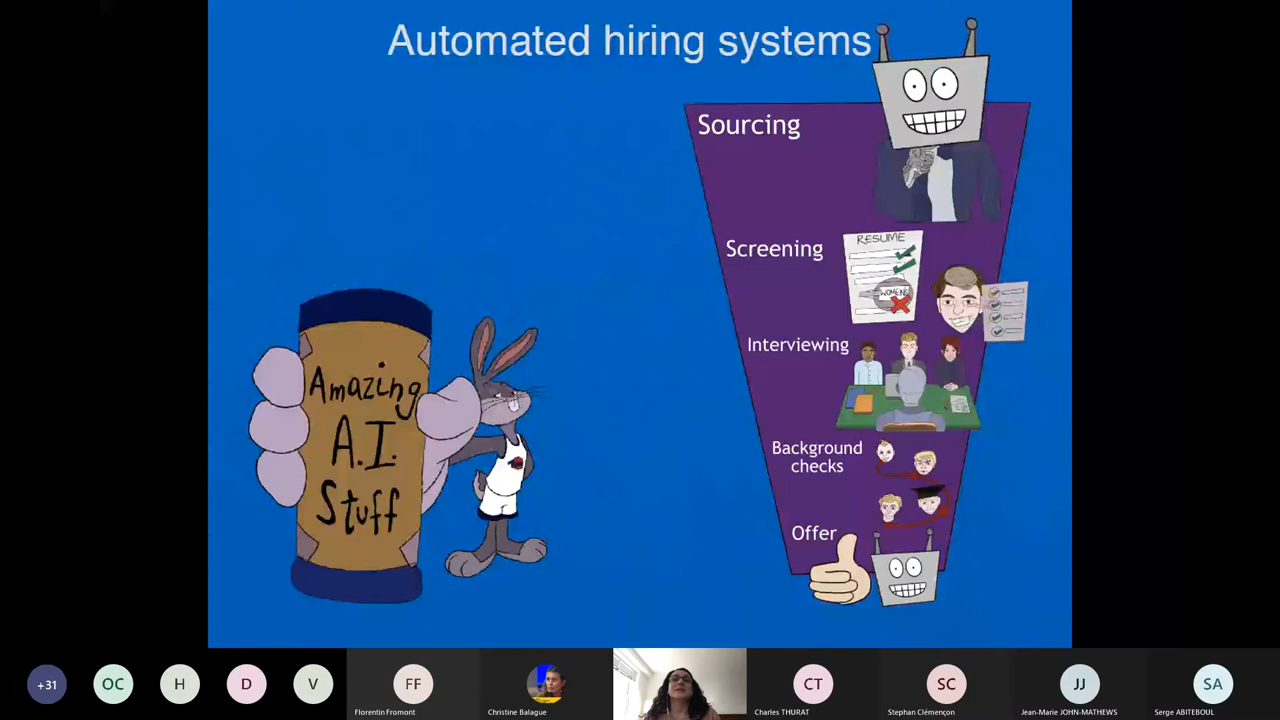 Automated hiring systems
Sourcing
Screening
RESUME
WOMENS
Interviewing
Background
checks
Offer
Amazing
A.I.
Stuff
+31
OC
H
D
V
FF
Florentin Fromont
Christine Balague
CT
Charles THURAT
SC
Stephan Clémençon
JJ
Jean-Marie JOHN-MATHEWS
SA
Serge ABITEBOUL